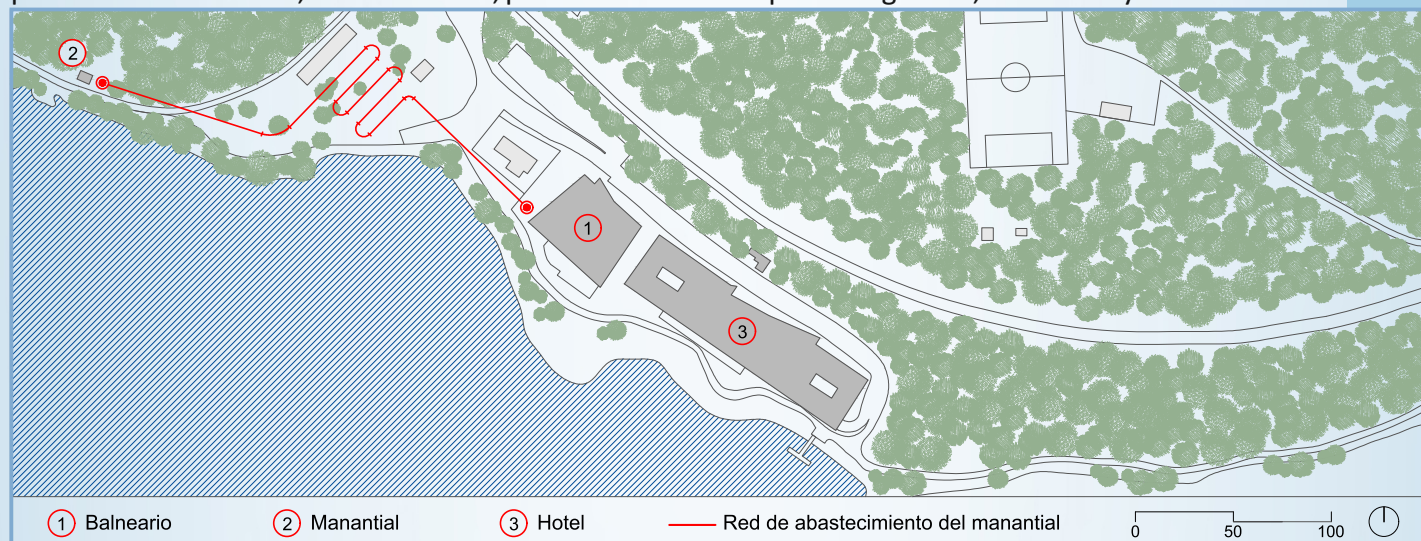 2
1
3
1 Balneario
2 Manantial
3 Hotel
Red de abastecimiento del manantial
0 50 100